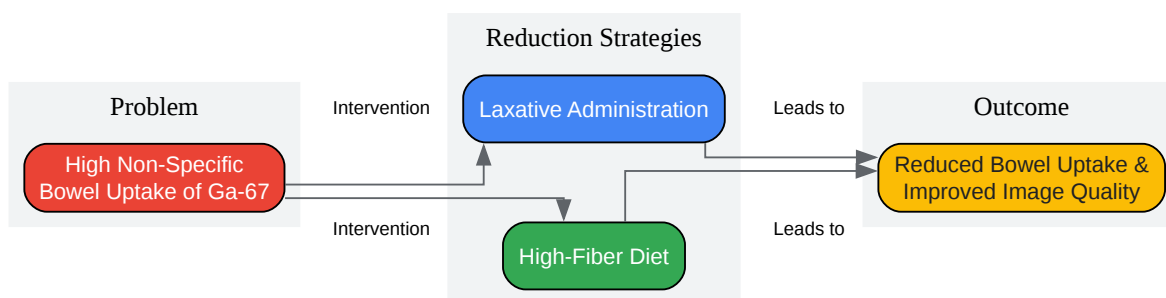 Reduction Strategies
Problem
Intervention
Laxative Administration
Leads to
Outcome
High Non-Specific
Bowel Uptake of Ga-67
Reduced Bowel Uptake &
Improved Image Quality
Intervention
High-Fiber Diet
Leads to